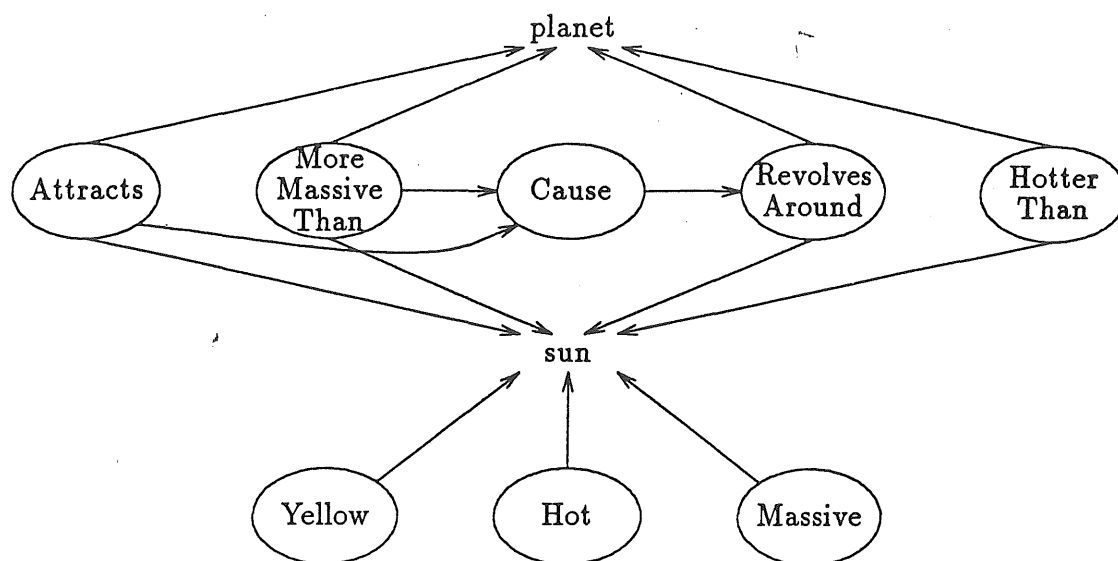 planet
Attracts
More
Massive
Than
Cause
Revolves
Around
Hotter
Than
sun
Yellow
Hot
Massive